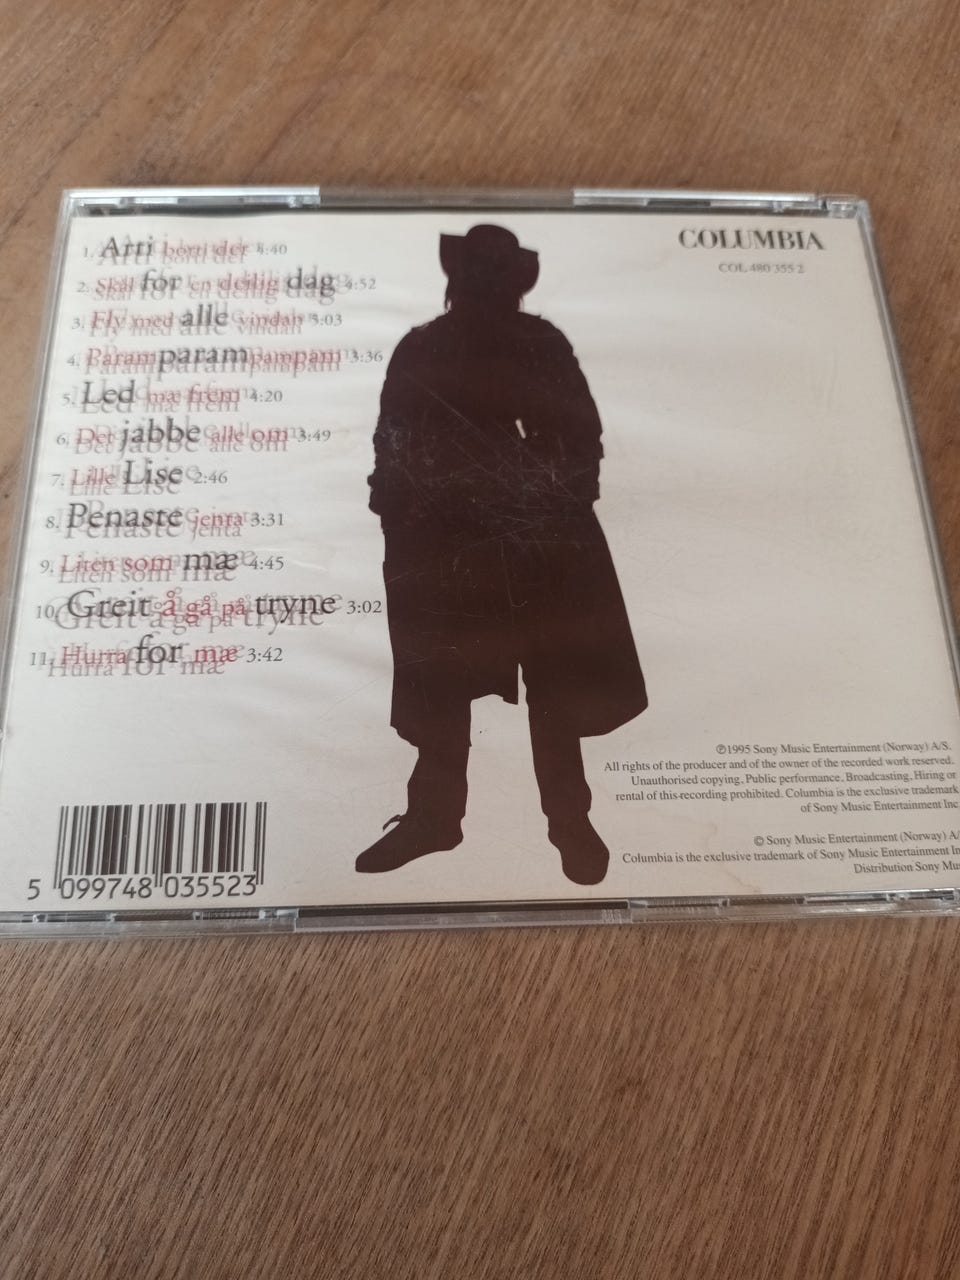 1. Arti borti der 4:40
2. Skål for en deilig dag 4:52
3. Fly med alle vindan 5:03
4. Paramparampampam 3:36
5. Led mæ frem 4:20
6. Det jabbe alle om 3:49
7. Lille Lise 2:46
8. Penaste jenta 3:31
9. Liten som mæ 4:45
10. Greit å gå på tryne 3:02
11. Hurra for mæ 3:42
COLUMBIA
COL 480 355 2
℗1995 Sony Music Entertainment (Norway) A/S.
All rights of the producer and of the owner of the recorded work reserved.
Unauthorised copying, Public performance, Broadcasting, Hiring or
rental of this recording prohibited. Columbia is the exclusive trademark
of Sony Music Entertainment Inc
© Sony Music Entertainment (Norway) A/
Columbia is the exclusive trademark of Sony Music Entertainment In
Distribution Sony Mu
5 099748 035523